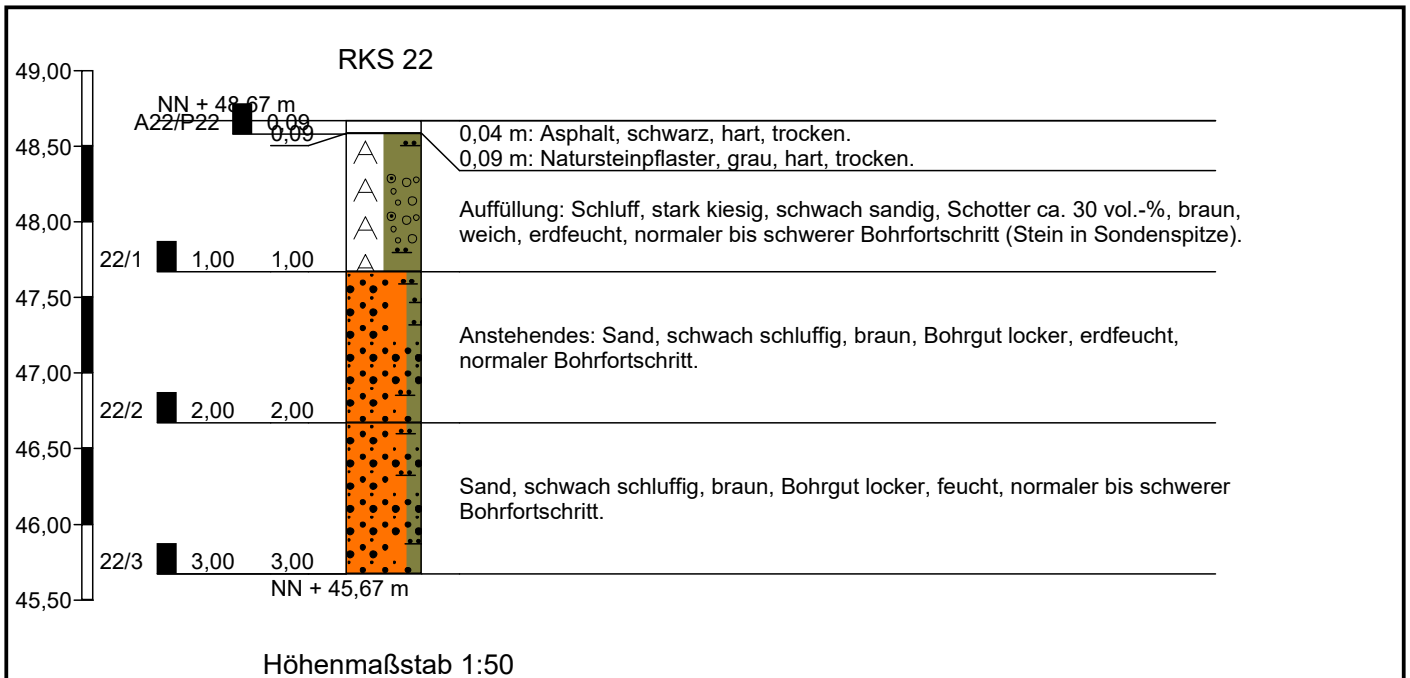 RKS 22
49,00
NN + 48,67 m
A22/P22 0,09
0,09
0,04 m: Asphalt, schwarz, hart, trocken.
48,50
0,09 m: Natursteinpflaster, grau, hart, trocken.
Auffüllung: Schluff, stark kiesig, schwach sandig, Schotter ca. 30 vol.-%, braun,
48,00
weich, erdfeucht, normaler bis schwerer Bohrfortschritt (Stein in Sondenspitze).
22/1 1,00 1,00
47,50
Anstehendes: Sand, schwach schluffig, braun, Bohrgut locker, erdfeucht,
normaler Bohrfortschritt.
47,00
22/2 2,00 2,00
46,50
Sand, schwach schluffig, braun, Bohrgut locker, feucht, normaler bis schwerer
Bohrfortschritt.
46,00
22/3 3,00 3,00
NN + 45,67 m
45,50
Höhenmaßstab 1:50